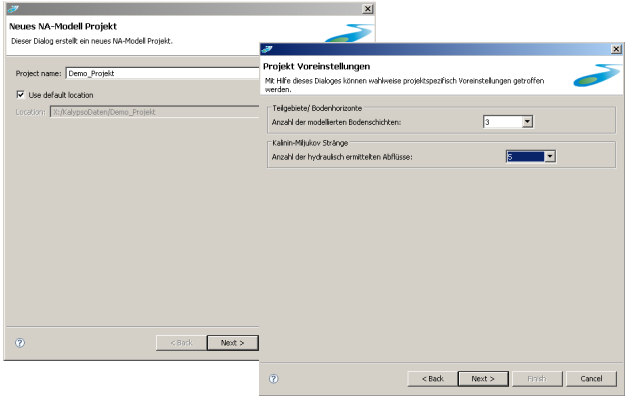 Neues NA-Modell Projekt
Dieser Dialog erstellt ein neues NA-Modell Projekt.
Project name: Demo_Projekt
Use default location
Location: X:/KalypsoDaten/Demo_Projekt
< Back Next >
Projekt Voreinstellungen
Mit Hilfe dieses Dialoges können wahlweise projektspezifisch Voreinstellungen getroffen
werden.
Teilgebiete/ Bodenhorizonte
Anzahl der modellierten Bodenschichten: 3
Kalinin-Miljukov Stränge
Anzahl der hydraulisch ermittelten Abflüsse: 5
< Back Next > Finish Cancel